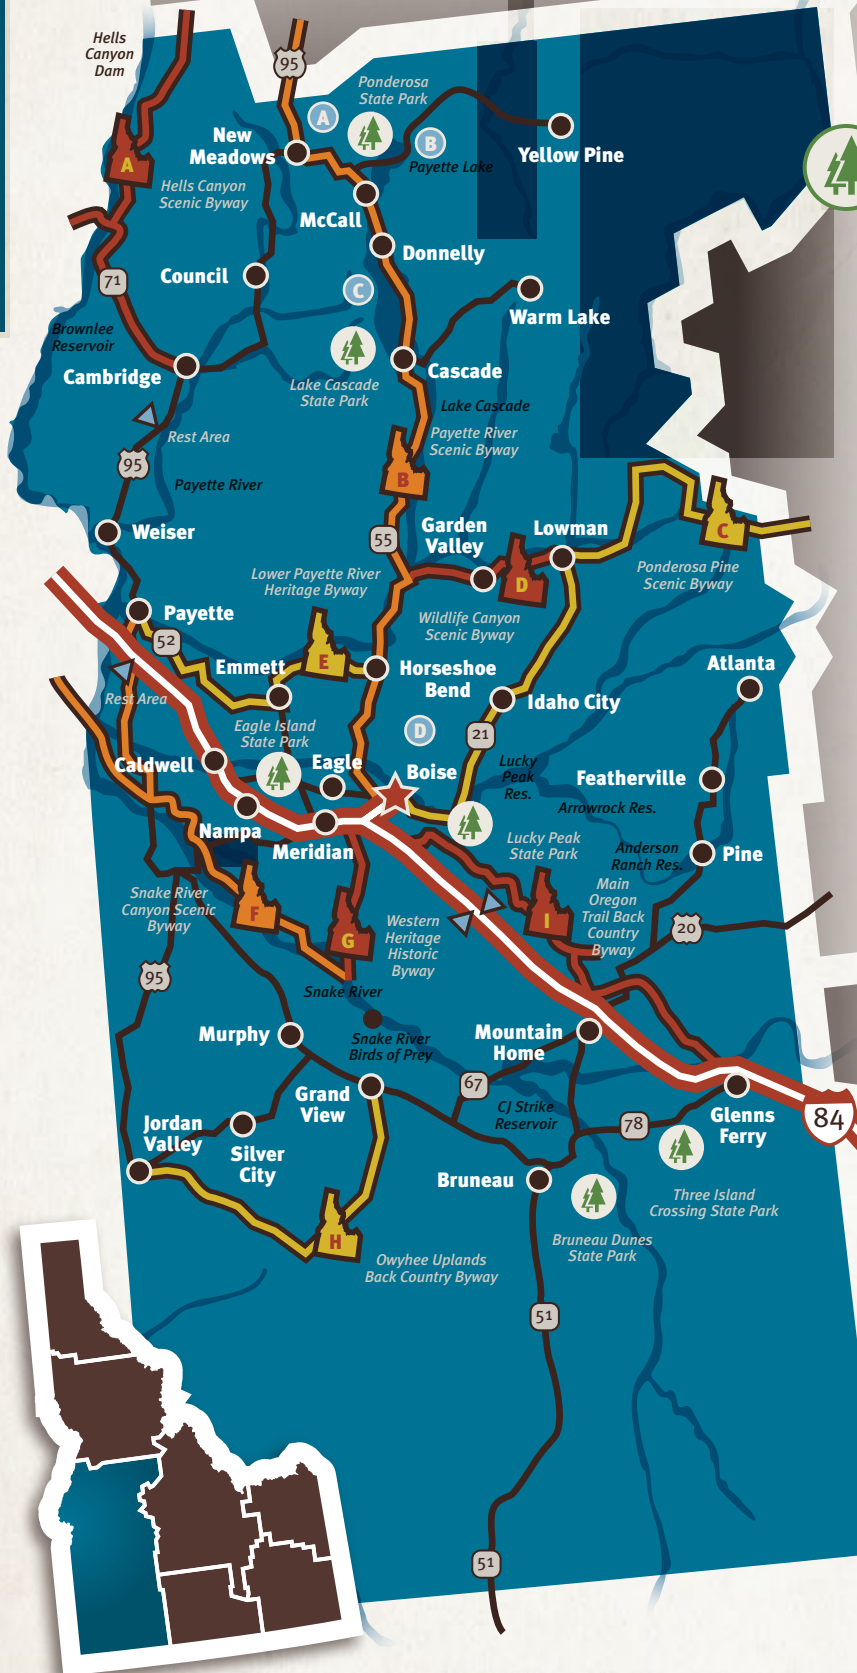 Hells
Canyon
Dam
95
Ponderosa
State Park
A
New
Meadows
B
Payette Lake
Yellow Pine
A
Hells Canyon
Scenic Byway
McCall
Donnelly
71
Council
C
Warm Lake
Brownlee
Reservoir
Cambridge
Cascade
Lake Cascade
State Park
Lake Cascade
Rest Area
Payette River
Scenic Byway
95
Payette River
B
C
Weiser
55
Garden
Valley
Lowman
Lower Payette River
Heritage Byway
D
Ponderosa Pine
Scenic Byway
Payette
52
Wildlife Canyon
Scenic Byway
Emmett
E
Horseshoe
Bend
Atlanta
Rest Area
Idaho City
Eagle Island
State Park
D
21
Caldwell
Eagle
Boise
Lucky
Peak
Res.
Featherville
Arrowrock Res.
Nampa
Meridian
Lucky Peak
State Park
Anderson
Ranch Res.
Pine
Snake River
Canyon Scenic
Byway
F
G
Western
Heritage
Historic
Byway
I
Main
Oregon
Trail Back
Country
Byway
20
95
Snake River
Murphy
Snake River
Birds of Prey
Mountain
Home
Grand
View
67
CJ Strike
Reservoir
Jordan
Valley
Silver
City
78
Glenns
Ferry
84
Bruneau
Three Island
Crossing State Park
H
Bruneau Dunes
State Park
Owyhee Uplands
Back Country Byway
51
51